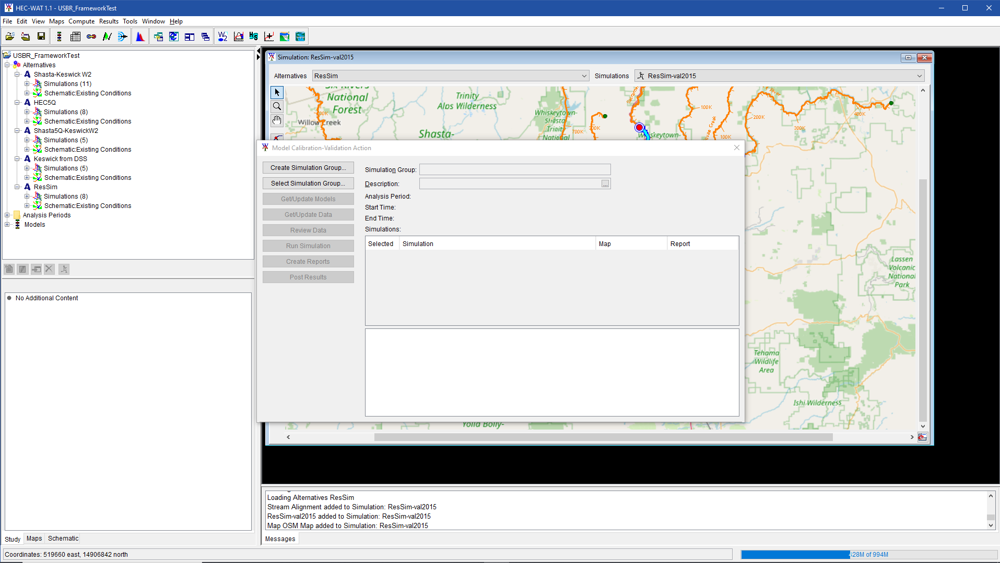 HEC-WAT 1.1 - USBR_FrameworkTest
File Edit View Maps Compute Results Tools Window Help
USBR_FrameworkTest
Alternatives
Shasta-Keswick W2
Simulations (11)
Schematic:Existing Conditions
HEC5Q
Simulations (8)
Schematic:Existing Conditions
Shasta5Q-KeswickW2
Simulations (5)
Schematic:Existing Conditions
Keswick from DSS
Simulations (5)
Schematic:Existing Conditions
ResSim
Simulations (8)
Schematic:Existing Conditions
Analysis Periods
Models
No Additional Content
Study Maps Schematic
Simulation: ResSim-val2015
Alternatives ResSim Simulations ResSim-val2015
National
Forest
Willow Creek
Trinity
Alps Wilderness
Shasta-
Whiskeytown-
Shasta
Trinity
National
700K
300K
Whiskeytown-
100K
100K
200K
300K
400K
River
Creek
Model Calibration-Validation Action
Create Simulation Group...
Select Simulation Group...
Get/Update Models
Get/Update Data
Review Data
Run Simulation
Create Reports
Post Results
Simulation Group:
Description: ...
Analysis Period:
Start Time:
End Time:
Simulations:
Selected Simulation Map Report
Lassen
Volcanic
National
Park
Tehama
Wildlife
Area
Ishi Wilderness
Yolla Bolly-
Loading Alternatives ResSim
Stream Alignment added to Simulation: ResSim-val2015
ResSim-val2015 added to Simulation: ResSim-val2015
Map OSM Map added to Simulation: ResSim-val2015
Messages
Coordinates: 519660 east, 14906842 north
428M of 994M